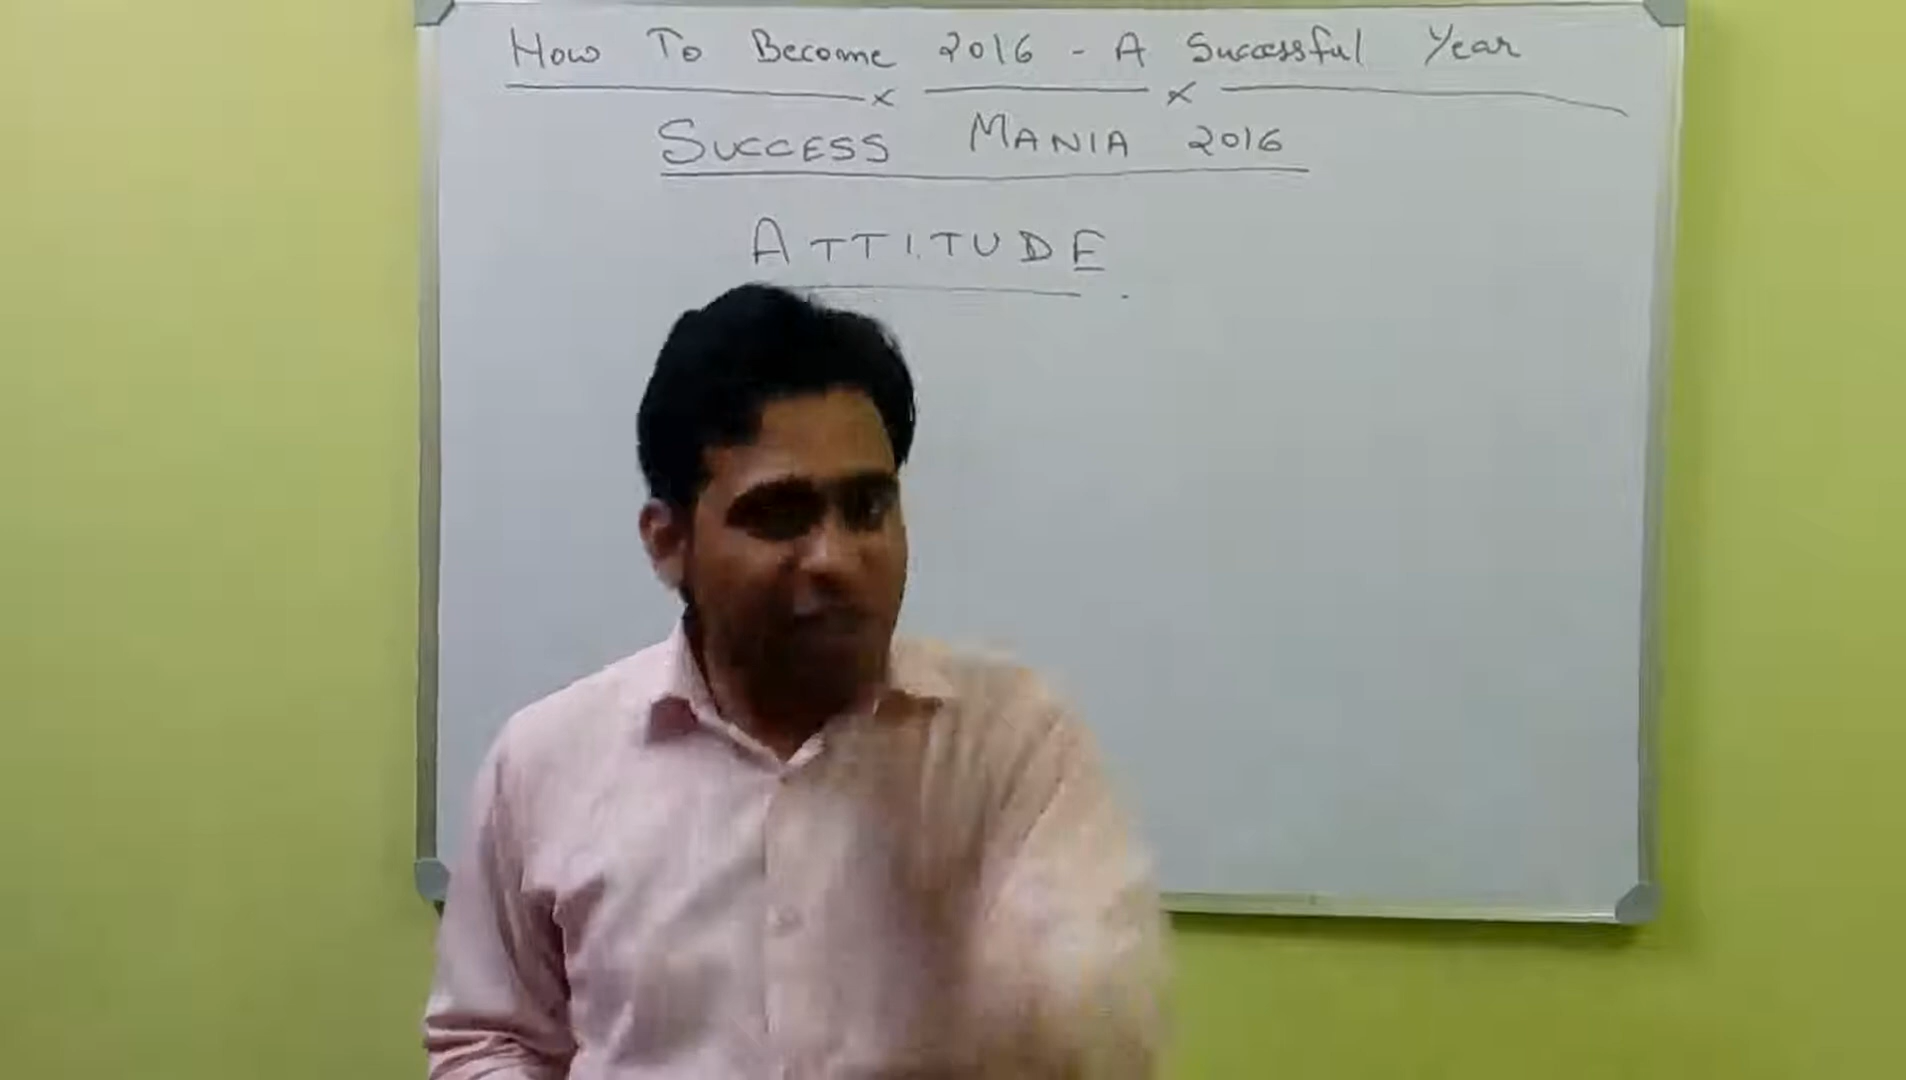 How To Become 2016 - A Successful Year
SUCCESS MANIA 2016
ATTITUDE.